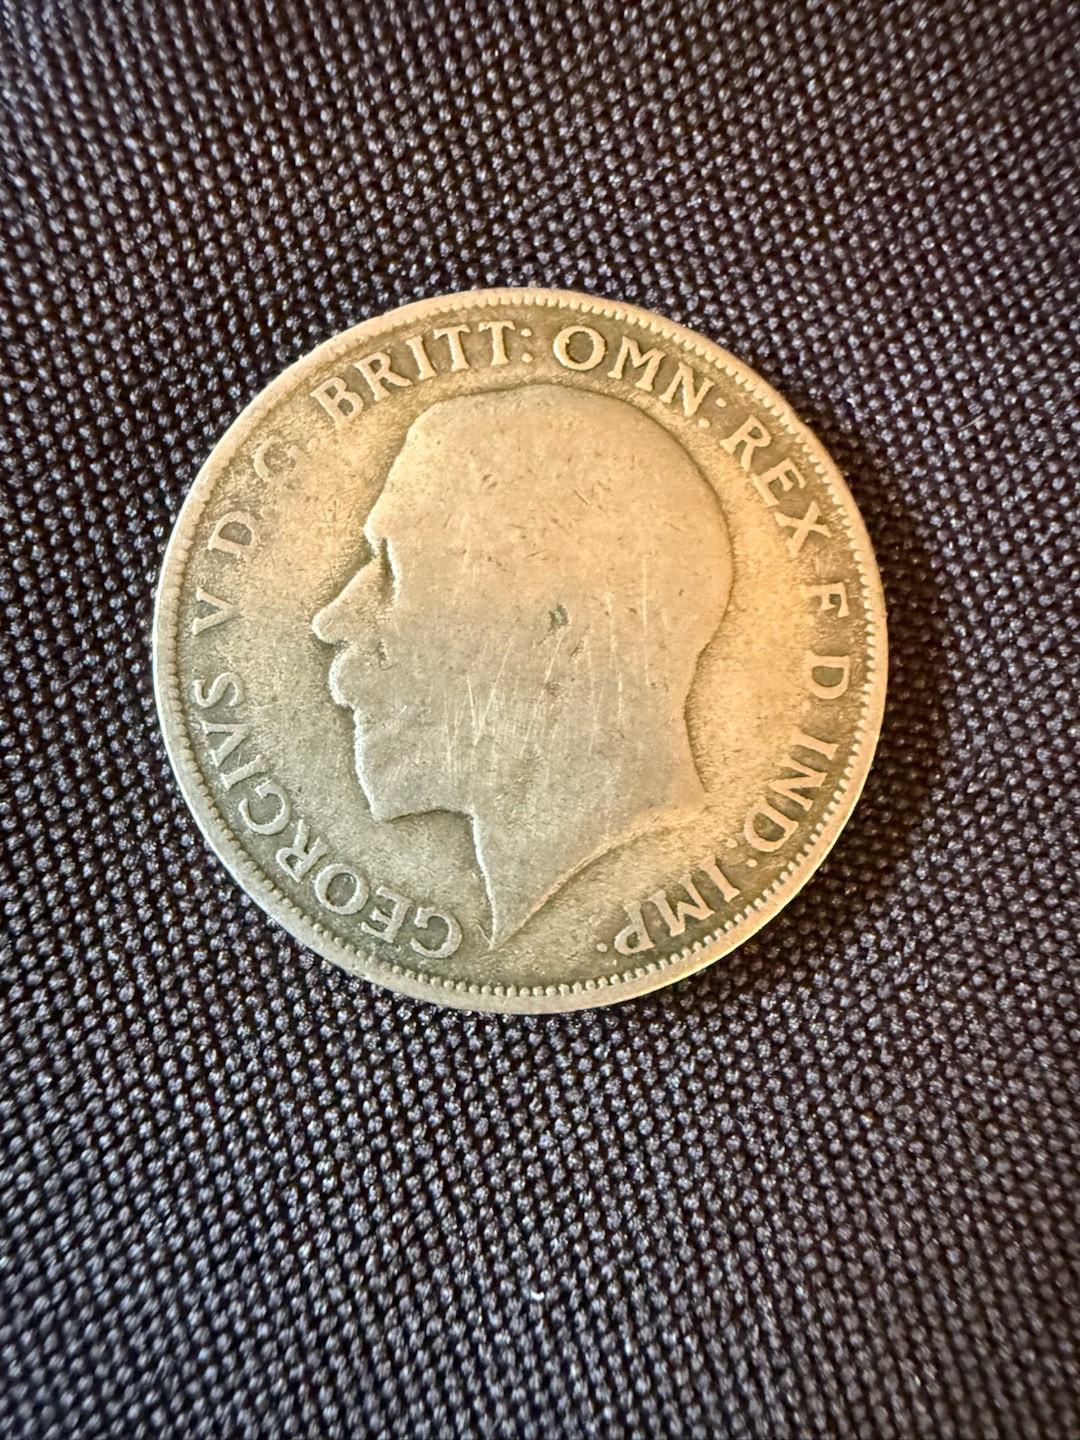 GEORGIVS V D.G. BRITT: OMN: REX F.D. IND: IMP: